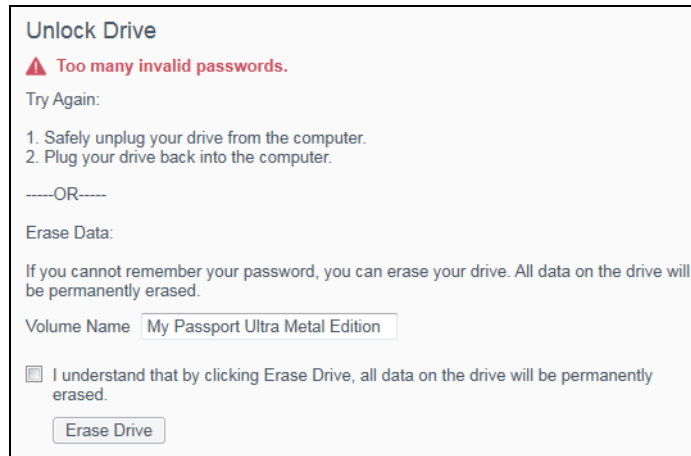 Unlock Drive
Too many invalid passwords.
Try Again:
1. Safely unplug your drive from the computer.
2. Plug your drive back into the computer.
-----OR-----
Erase Data:
If you cannot remember your password, you can erase your drive. All data on the drive will
be permanently erased.
Volume Name My Passport Ultra Metal Edition
I understand that by clicking Erase Drive, all data on the drive will be permanently
erased.
Erase Drive